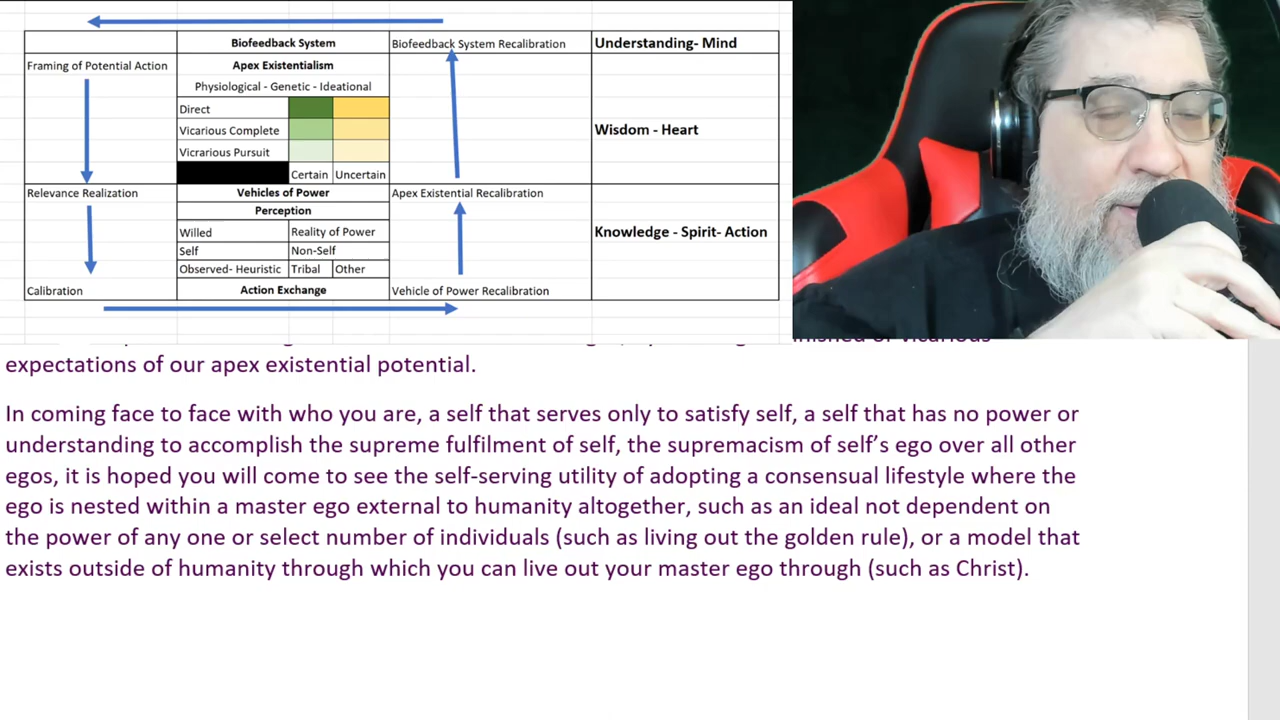 Biofeedback System Biofeedback System Recalibration Understanding- Mind
Framing of Potential Action Apex Existentialism
Physiological - Genetic - Ideational
Direct
Vicarious Complete Wisdom - Heart
Vicrarious Pursuit
Certain Uncertain
Relevance Realization Vehicles of Power Apex Existential Recalibration
Perception
Willed Reality of Power Knowledge - Spirit- Action
Self Non-Self
Observed- Heuristic Tribal Other
Calibration Action Exchange Vehicle of Power Recalibration
expectations of our apex existential potential.
In coming face to face with who you are, a self that serves only to satisfy self, a self that has no power or
understanding to accomplish the supreme fulfilment of self, the supremacism of self’s ego over all other
egos, it is hoped you will come to see the self-serving utility of adopting a consensual lifestyle where the
ego is nested within a master ego external to humanity altogether, such as an ideal not dependent on
the power of any one or select number of individuals (such as living out the golden rule), or a model that
exists outside of humanity through which you can live out your master ego through (such as Christ).